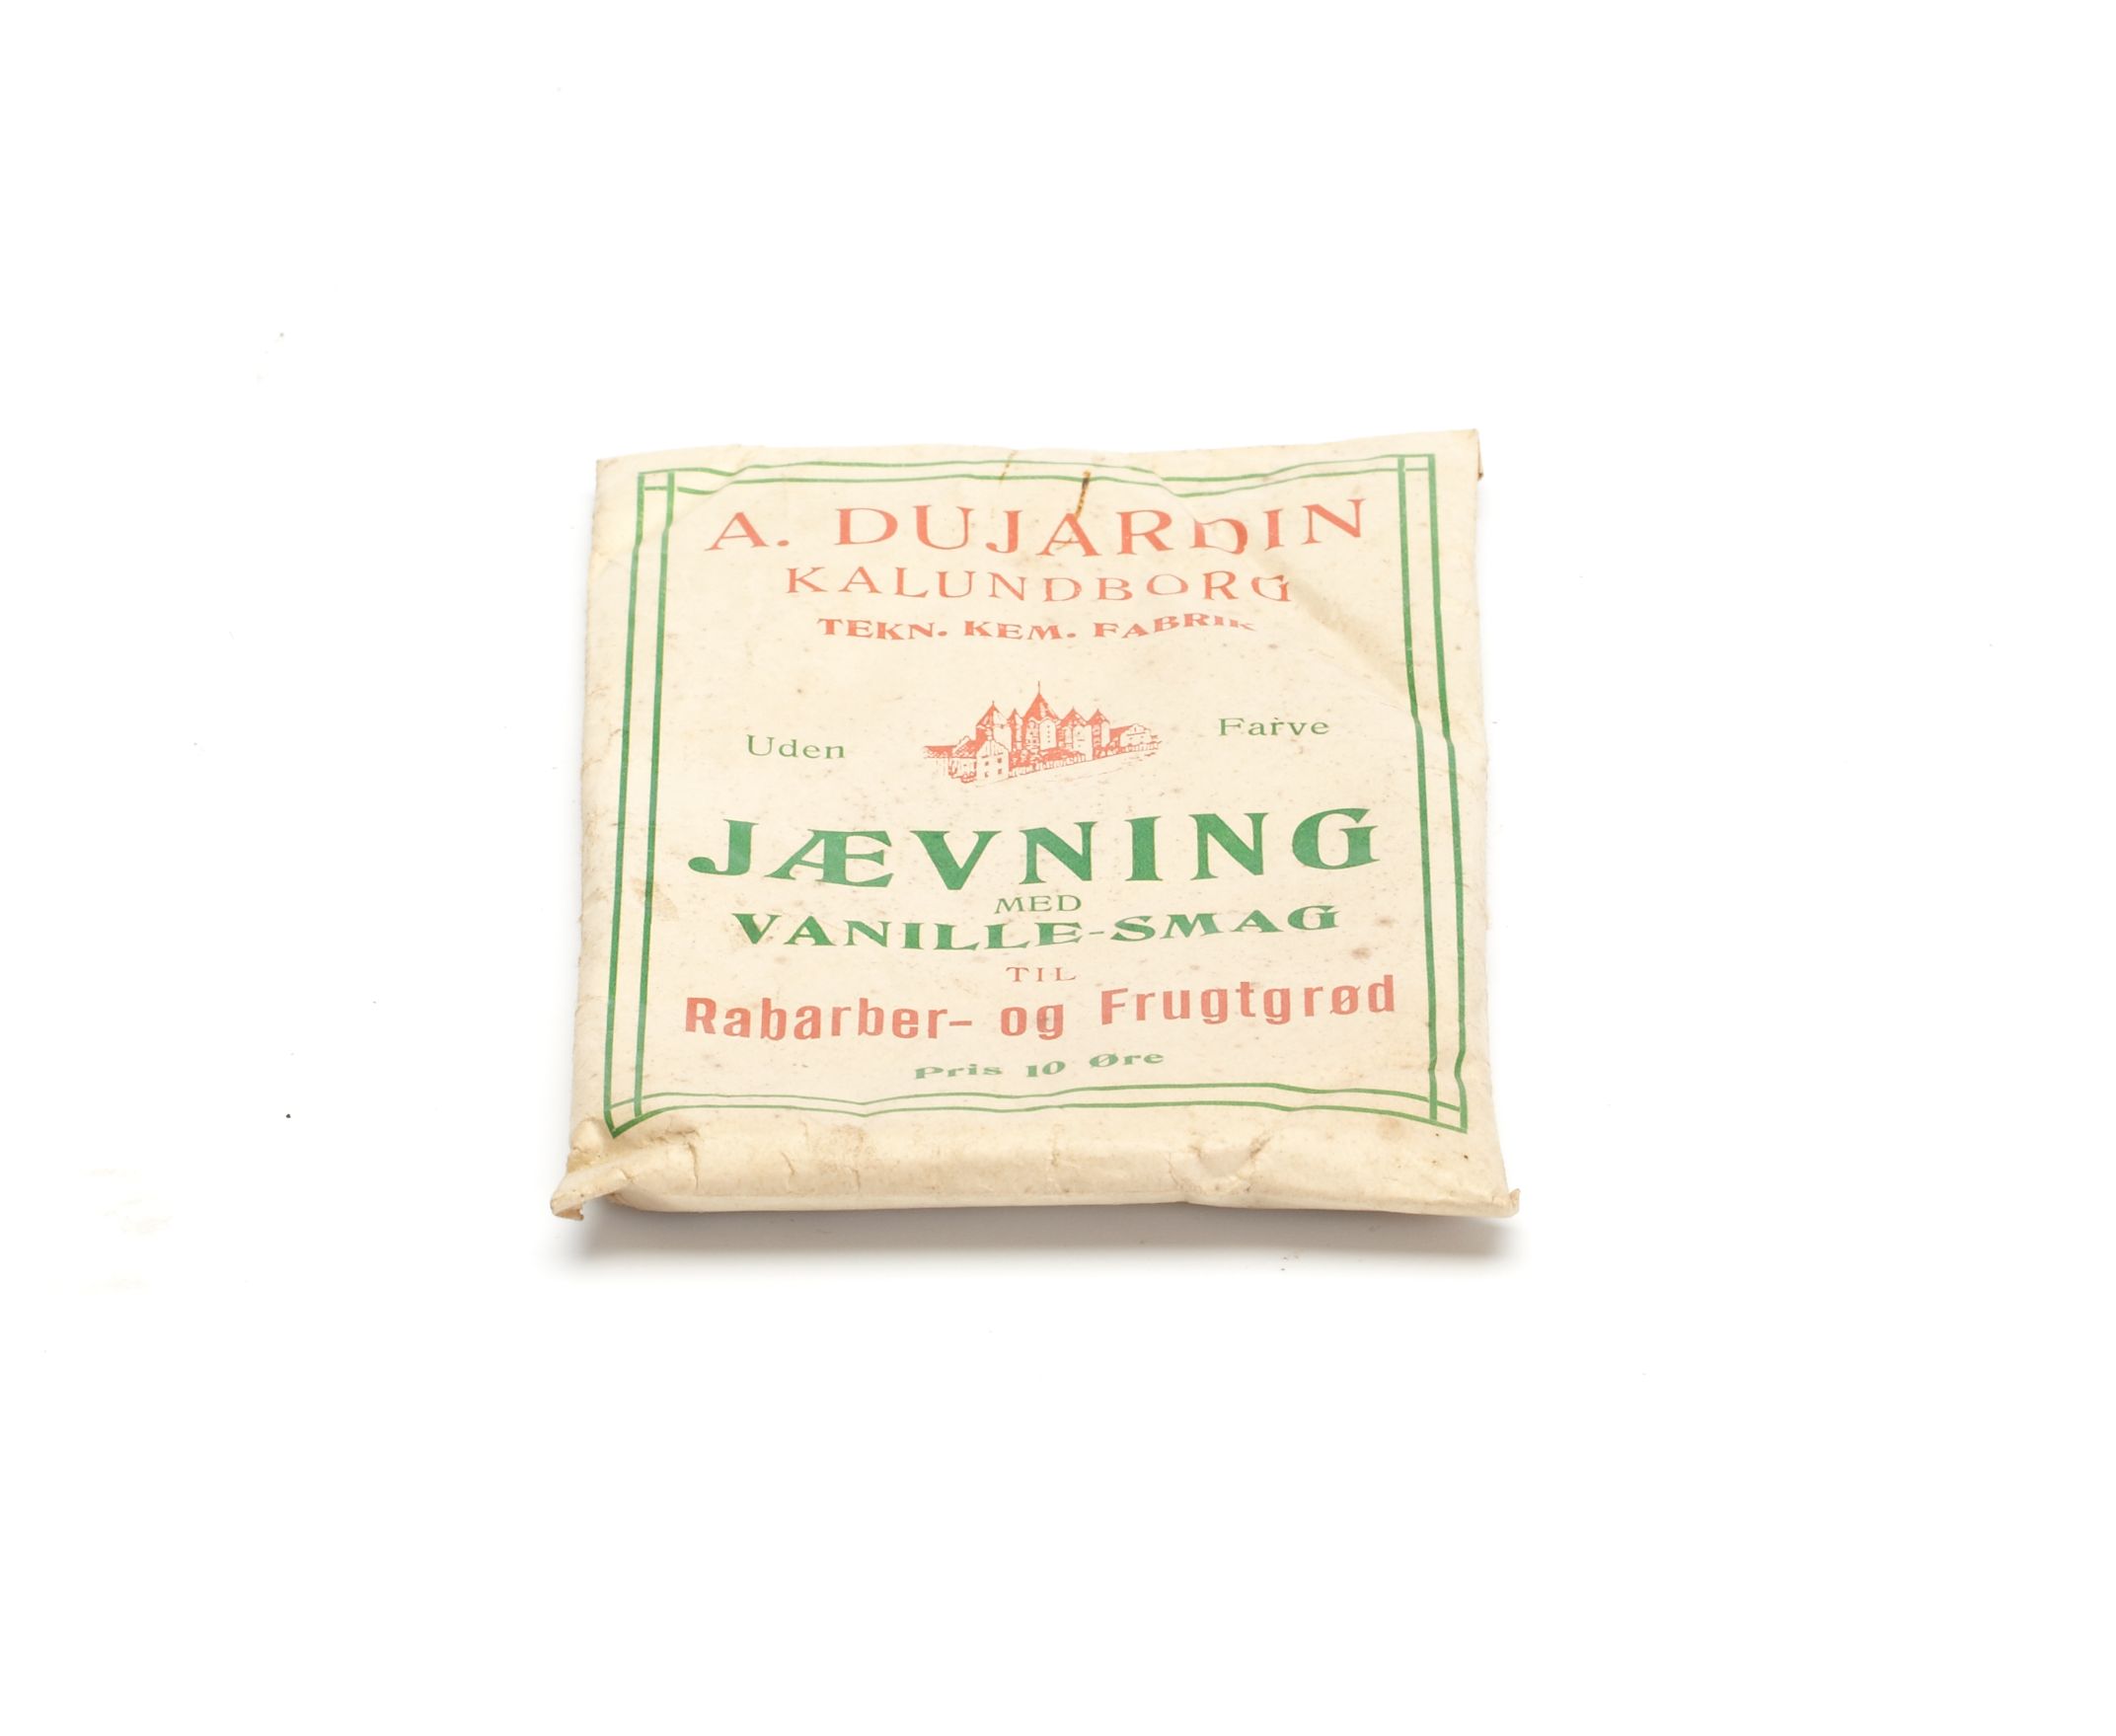 A. DUJARDIN
KALUNDBORG
TEKN. KEM. FABRIK
Uden Farve
JÆVNING
MED
VANILLE-SMAG
TIL
Rabarber- og Frugtgrød
Pris 10 Øre